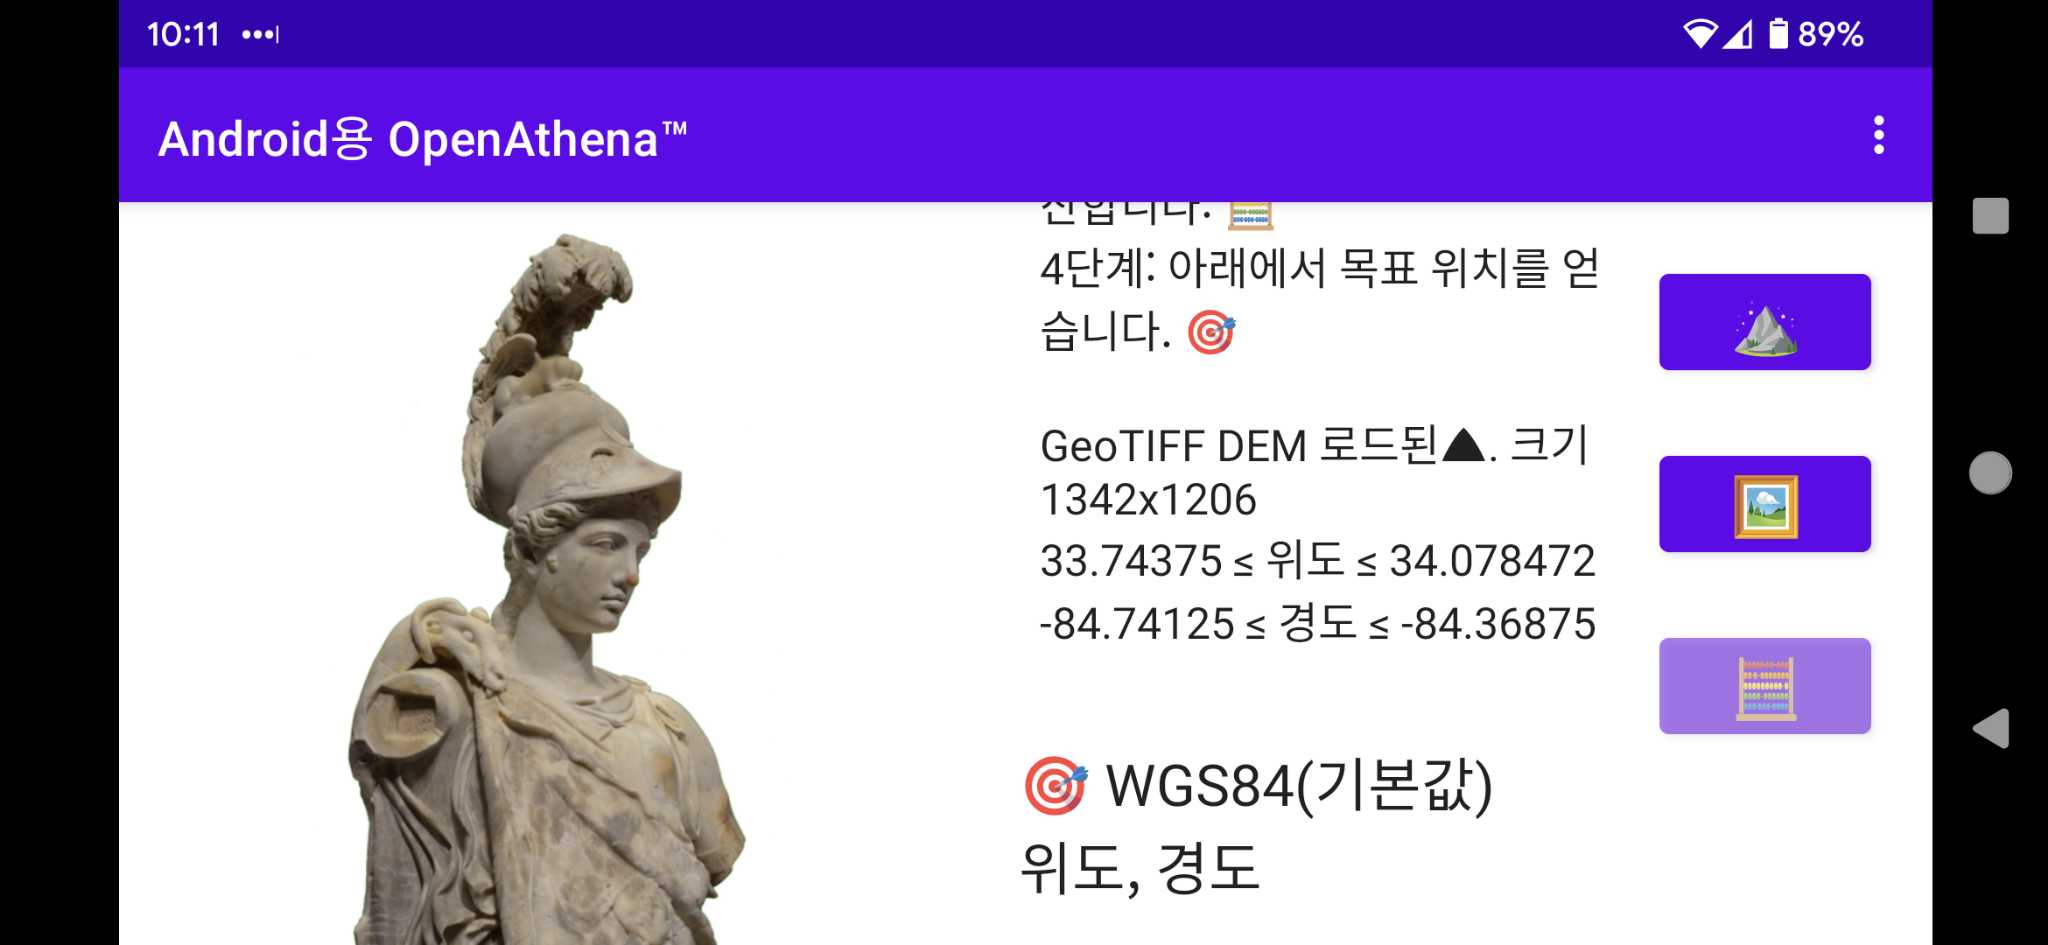 10:11
89%
Android용 OpenAthena™
산합니다. 🧮
4단계: 아래에서 목표 위치를 얻
습니다. 🎯
GeoTIFF DEM 로드된⛰. 크기
1342x1206
33.74375 ≤ 위도 ≤ 34.078472
-84.74125 ≤ 경도 ≤ -84.36875
🎯 WGS84(기본값)
위도, 경도